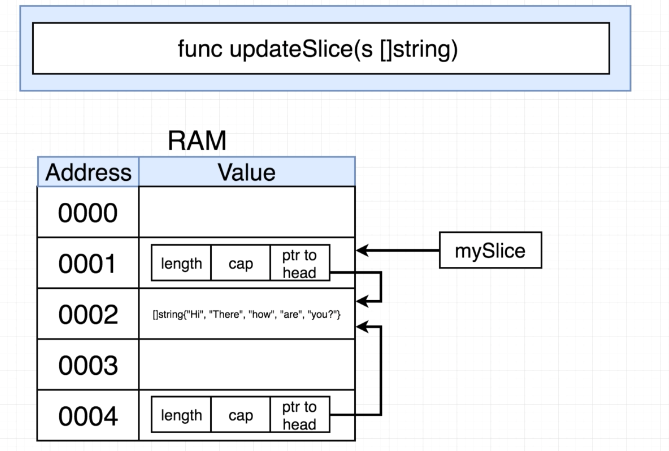 func updateSlice(s []string)
RAM
Address Value
0000
0001 length cap ptr to head
mySlice
0002 []string{"Hi", "There", "how", "are", "you?"}
0003
0004 length cap ptr to head